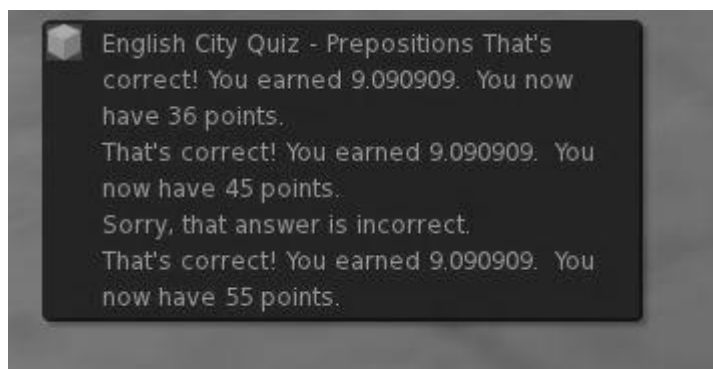 English City Quiz - Prepositions That's
correct! You earned 9.090909.  You now
have 36 points.
That's correct! You earned 9.090909.  You
now have 45 points.
Sorry, that answer is incorrect.
That's correct! You earned 9.090909.  You
now have 55 points.